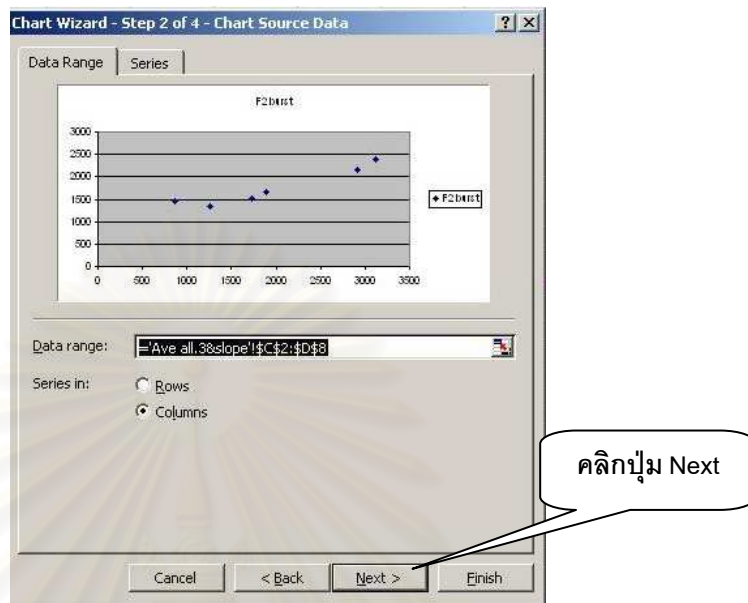 Chart Wizard - Step 2 of 4 - Chart Source Data
Data Range Series
F2burst
3000
2500
2000
1500
1000
500
0
0 500 1000 1500 2000 2500 3000 3500
F2burst
Data range: ='Ave all.3&slope'!$C$2:$D$8
Series in: Rows
Columns
คลิกปุ่ม Next
Cancel < Back Next > Finish